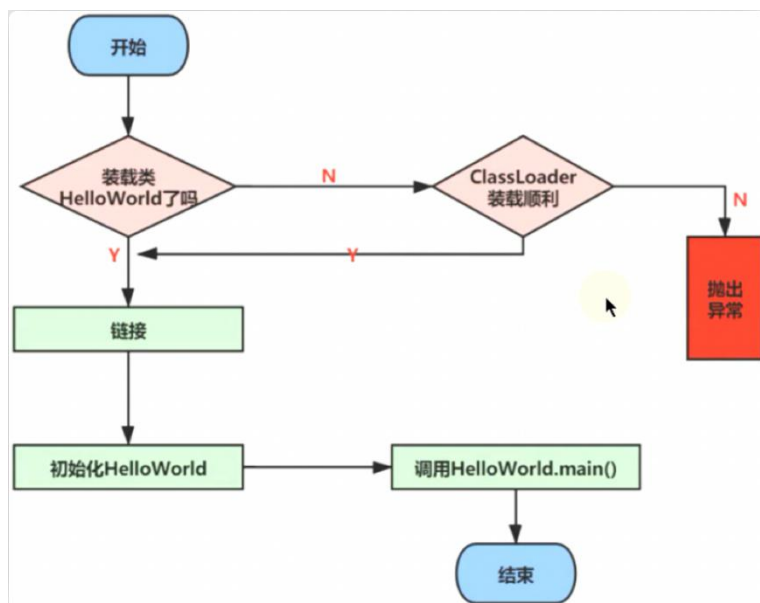 开始
装载类
HelloWorld了吗
N
ClassLoader
装载顺利
N
Y
Y
抛出
异常
链接
初始化HelloWorld
调用HelloWorld.main()
结束